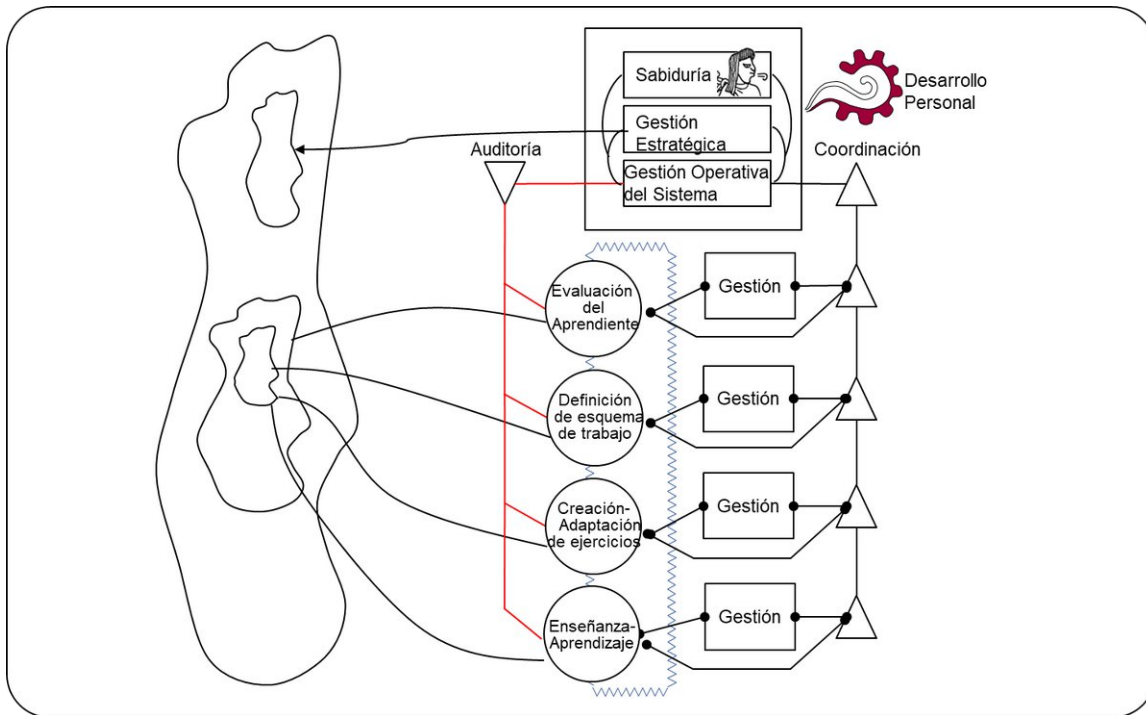 Sabiduría
Desarrollo
Personal
Gestión
Estratégica
Auditoría
Coordinación
Gestión Operativa
del Sistema
Evaluación
del
Aprendiente
Gestión
Definición
de esquema
de trabajo
Gestión
Creación-
Adaptación
de ejercicios
Gestión
Enseñanza-
Aprendizaje
Gestión